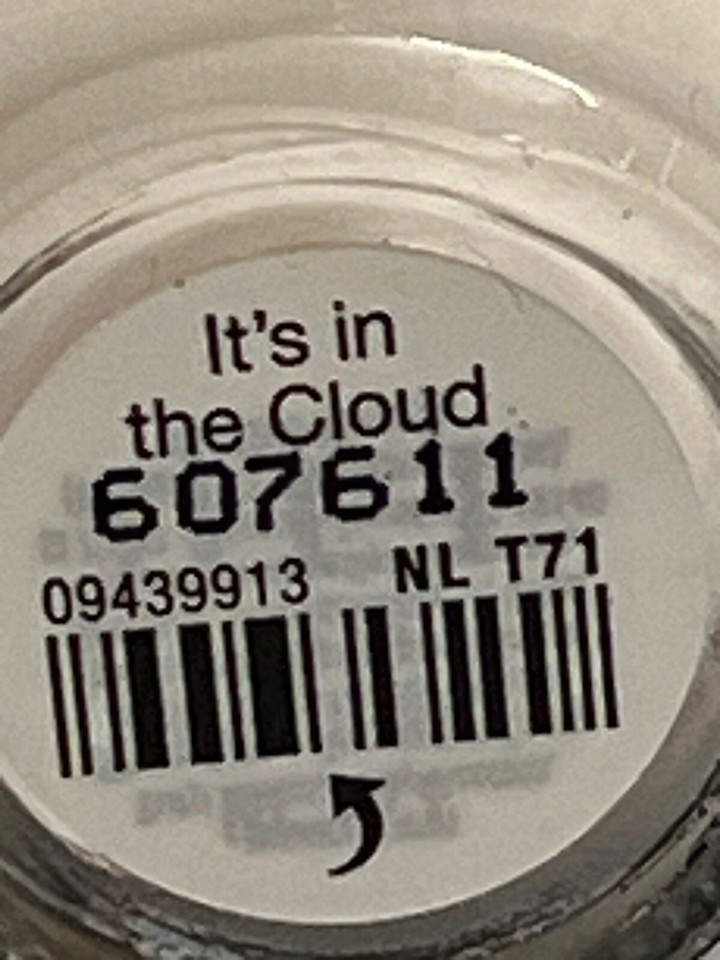 It's in
the Cloud
607611
09439913 NL T71